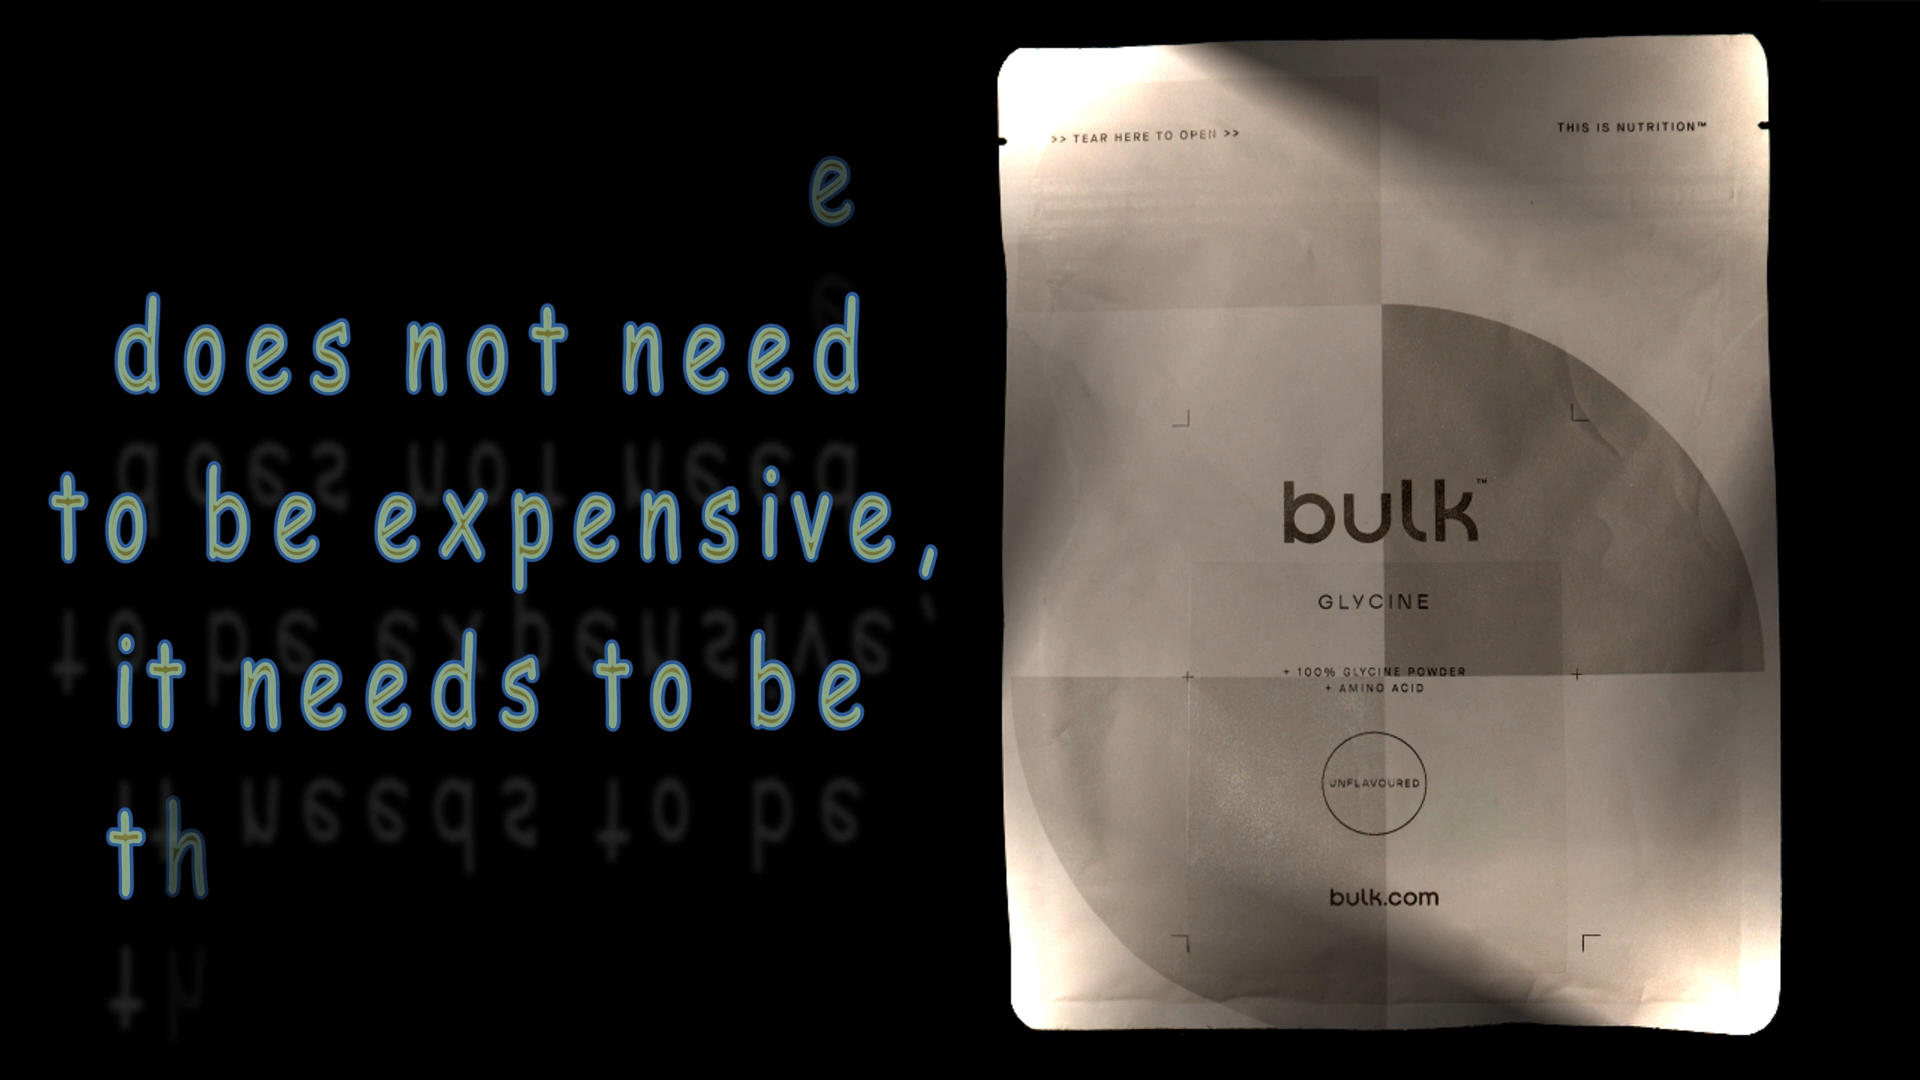 e
does not need
to be expensive,
it needs to be
th
>> TEAR HERE TO OPEN >>
THIS IS NUTRITION™
bulk™
GLYCINE
+ 100% GLYCINE POWDER
+ AMINO ACID
UNFLAVOURED
bulk.com